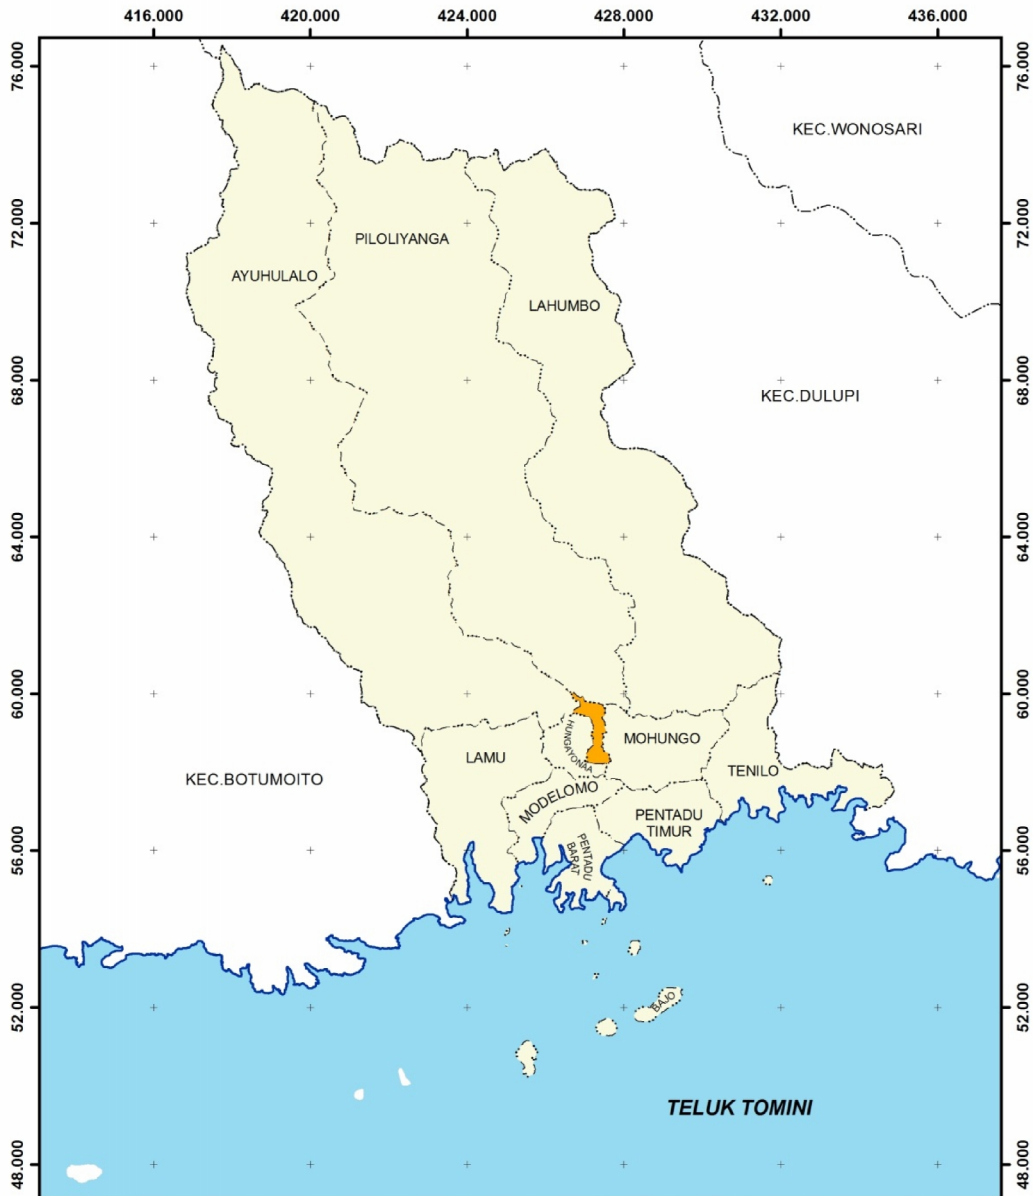 416.000 420.000 424.000 428.000 432.000 436.000
76.000 76.000
KEC.WONOSARI
72.000 72.000
PILOLIYANGA
AYUHULALO
LAHUMBO
68.000 68.000
KEC.DULUPI
64.000 64.000
60.000 60.000
HUNGAYONAA
MOHUNGO
LAMU
TENILO
KEC.BOTUMOITO
MODELOMO
PENTADU
TIMUR
PENTADU
BARAT
56.000 56.000
BAJO
52.000 52.000
TELUK TOMINI
48.000 48.000